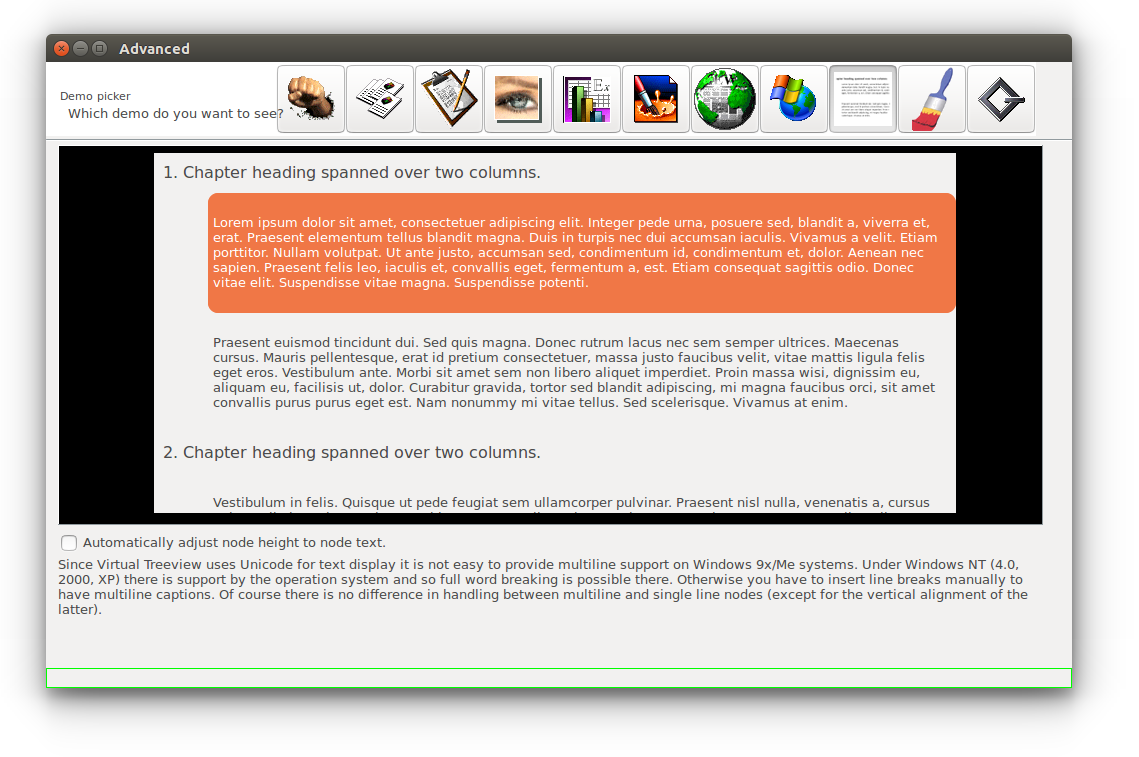 Advanced
Demo picker
Which demo do you want to see?
Ex
1. Chapter heading spanned over two columns.
Lorem ipsum dolor sit amet, consectetuer adipiscing elit. Integer pede urna, posuere sed, blandit a, viverra et,
erat. Praesent elementum tellus blandit magna. Duis in turpis nec dui accumsan iaculis. Vivamus a velit. Etiam
porttitor. Nullam volutpat. Ut ante justo, accumsan sed, condimentum id, condimentum et, dolor. Aenean nec
sapien. Praesent felis leo, iaculis et, convallis eget, fermentum a, est. Etiam consequat sagittis odio. Donec
vitae elit. Suspendisse vitae magna. Suspendisse potenti.
Praesent euismod tincidunt dui. Sed quis magna. Donec rutrum lacus nec sem semper ultrices. Maecenas
cursus. Mauris pellentesque, erat id pretium consectetuer, massa justo faucibus velit, vitae mattis ligula felis
eget eros. Vestibulum ante. Morbi sit amet sem non libero aliquet imperdiet. Proin massa wisi, dignissim eu,
aliquam eu, facilisis ut, dolor. Curabitur gravida, tortor sed blandit adipiscing, mi magna faucibus orci, sit amet
convallis purus purus eget est. Nam nonummy mi vitae tellus. Sed scelerisque. Vivamus at enim.
2. Chapter heading spanned over two columns.
Vestibulum in felis. Quisque ut pede feugiat sem ullamcorper pulvinar. Praesent nisl nulla, venenatis a, cursus
Automatically adjust node height to node text.
Since Virtual Treeview uses Unicode for text display it is not easy to provide multiline support on Windows 9x/Me systems. Under Windows NT (4.0,
2000, XP) there is support by the operation system and so full word breaking is possible there. Otherwise you have to insert line breaks manually to
have multiline captions. Of course there is no difference in handling between multiline and single line nodes (except for the vertical alignment of the
latter).